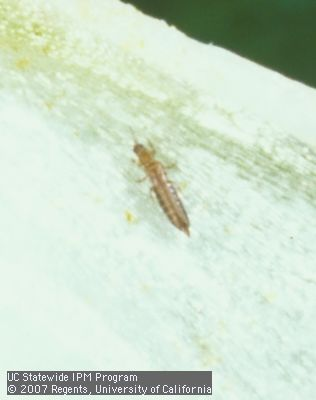 UC Statewide IPM Program
© 2007 Regents, University of California